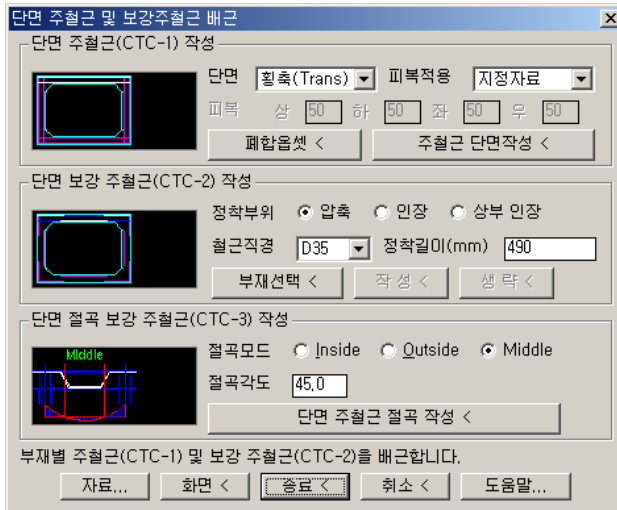 단면 주철근 및 보강주철근 배근
단면 주철근(CTC-1) 작성
단면 횡축(Trans) 피복적용 지정자료
피복 상 50 하 50 좌 50 우 50
폐합옵셋 < 주철근 단면작성 <
단면 보강 주철근(CTC-2) 작성
정착부위 압축 인장 상부 인장
철근직경 D35 정착길이(mm) 490
부재선택 < 작 성 < 생 략 <
단면 절곡 보강 주철근(CTC-3) 작성
Middle
절곡모드 Inside Outside Middle
절곡각도 45.0
단면 주철근 절곡 작성 <
부재별 주철근(CTC-1) 및 보강 주철근(CTC-2)을 배근합니다.
자료... 화면 < 종료 < 취소 < 도움말...